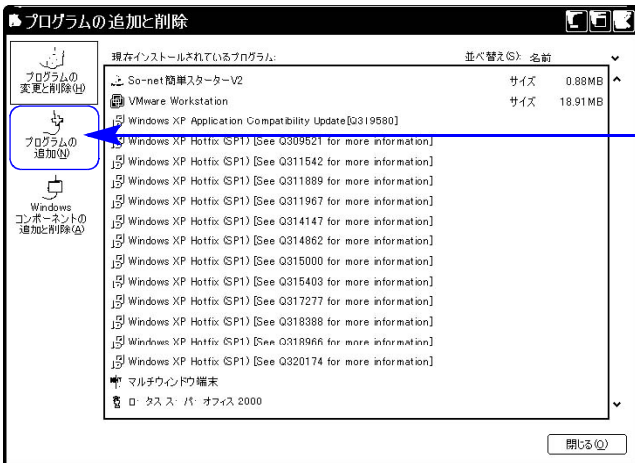 プログラムの追加と削除
プログラムの
変更と削除(H)
プログラムの
追加(N)
Windows
コンポーネントの
追加と削除(A)
現在インストールされているプログラム:
並べ替え(S): 名前
So-net簡単スターターV2 サイズ 0.88MB
VMware Workstation サイズ 18.91MB
Windows XP Application Compatibility Update[Q319580]
Windows XP Hotfix (SP1) [See Q309521 for more information]
Windows XP Hotfix (SP1) [See Q311542 for more information]
Windows XP Hotfix (SP1) [See Q311889 for more information]
Windows XP Hotfix (SP1) [See Q311967 for more information]
Windows XP Hotfix (SP1) [See Q314147 for more information]
Windows XP Hotfix (SP1) [See Q314862 for more information]
Windows XP Hotfix (SP1) [See Q315000 for more information]
Windows XP Hotfix (SP1) [See Q315403 for more information]
Windows XP Hotfix (SP1) [See Q317277 for more information]
Windows XP Hotfix (SP1) [See Q318388 for more information]
Windows XP Hotfix (SP1) [See Q318966 for more information]
Windows XP Hotfix (SP1) [See Q320174 for more information]
マルチウィンドウ端末
ロータス スーパーオフィス 2000
閉じる(O)